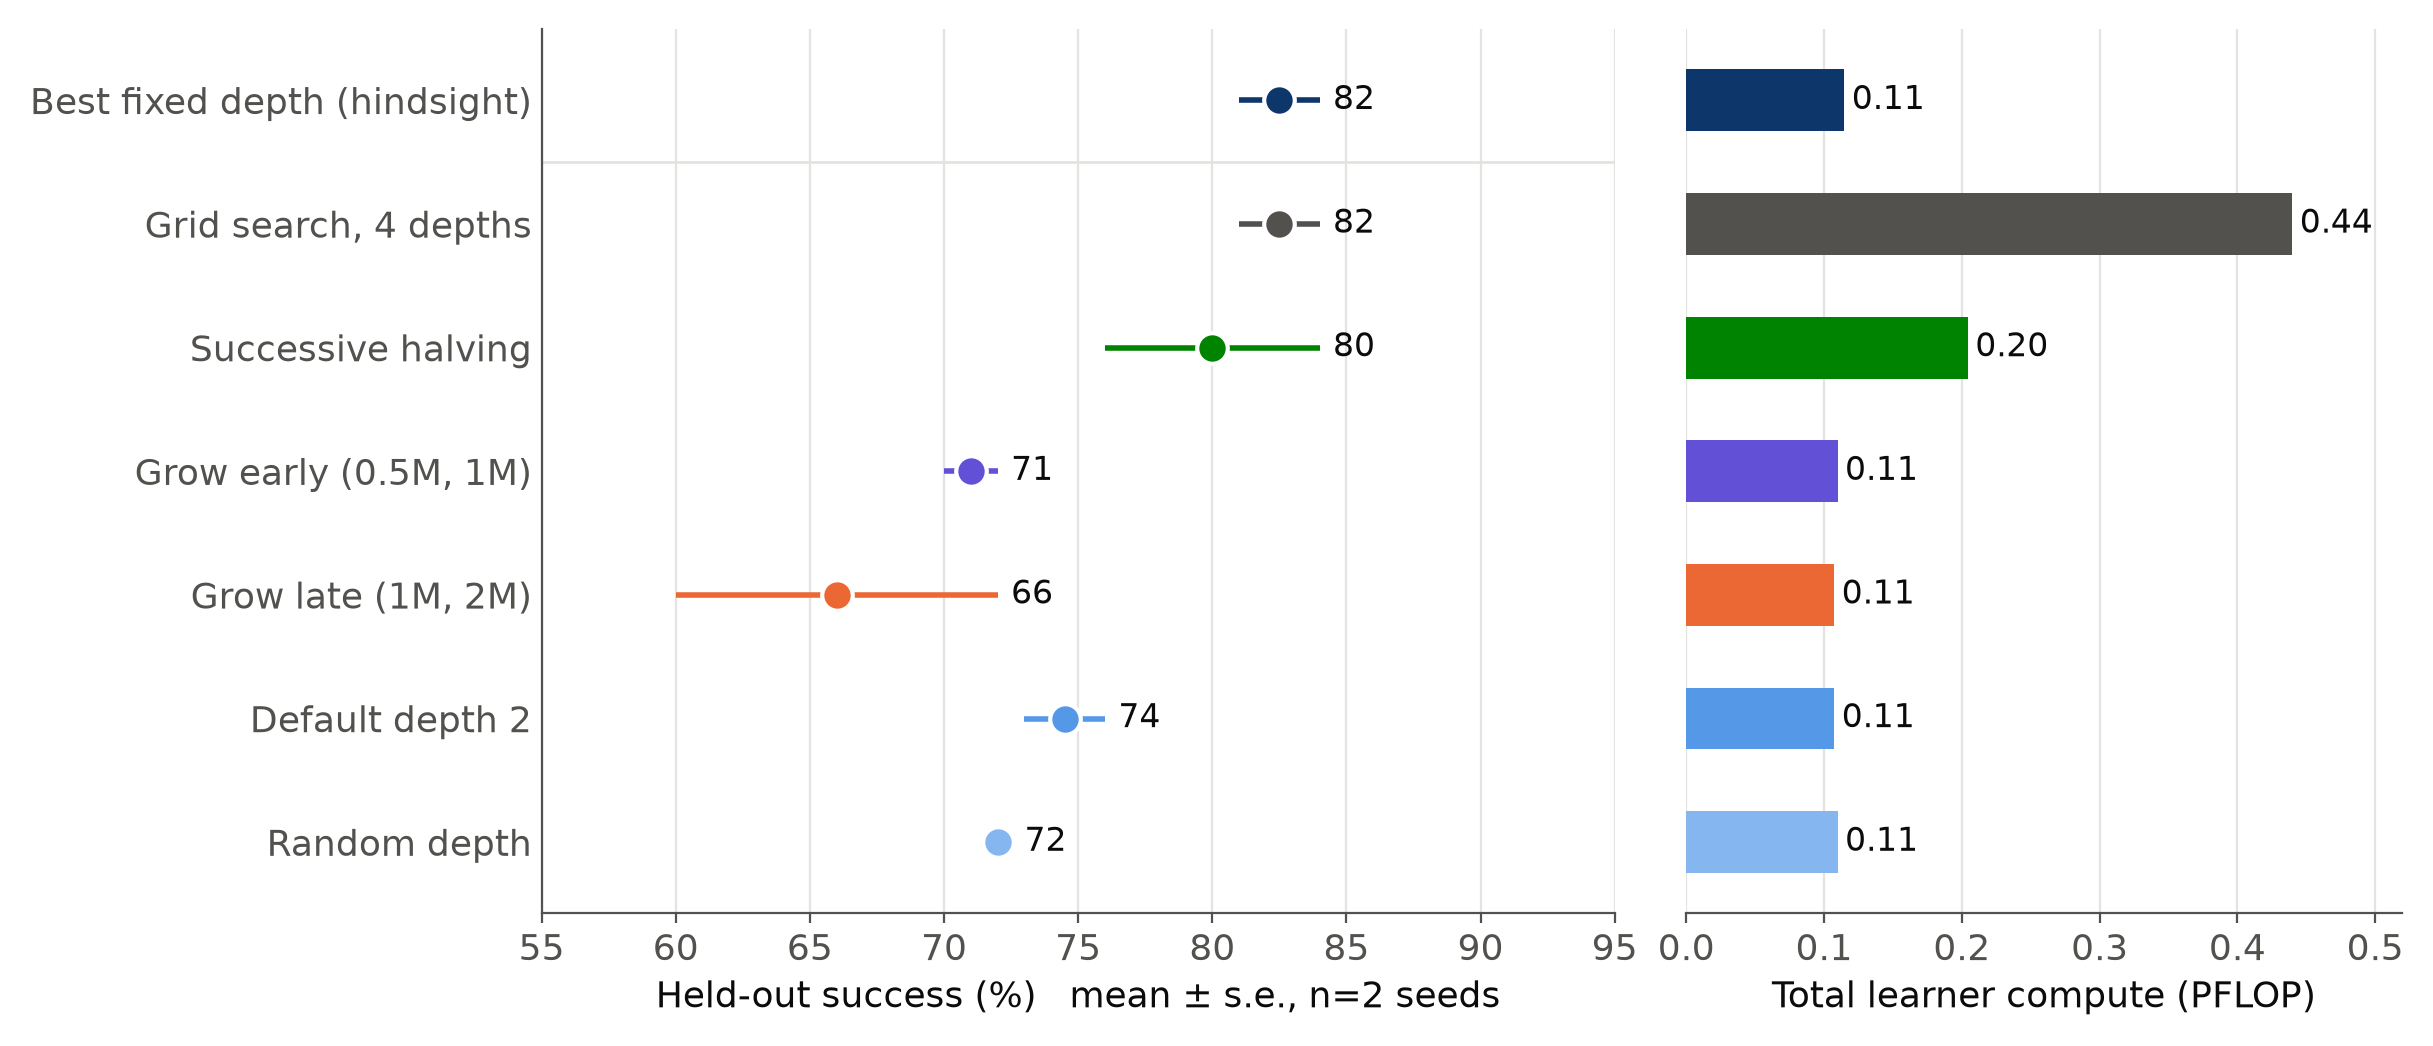 Best fixed depth (hindsight) 82 0.11
Grid search, 4 depths 82 0.44
Successive halving 80 0.20
Grow early (0.5M, 1M) 71 0.11
Grow late (1M, 2M) 66 0.11
Default depth 2 74 0.11
Random depth 72 0.11
55 60 65 70 75 80 85 90 95 0.0 0.1 0.2 0.3 0.4 0.5
Held-out success (%) mean ± s.e., n=2 seeds Total learner compute (PFLOP)